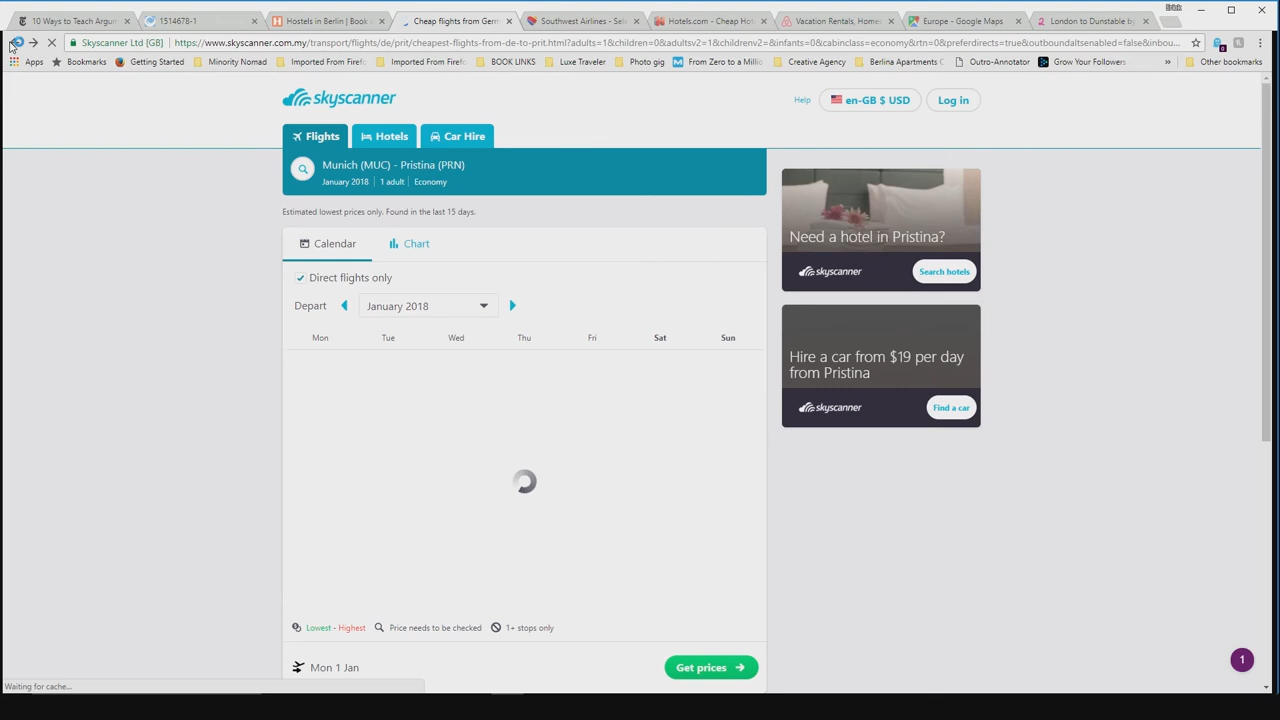 10 Ways to Teach Argum
1514678-1
Hostels in Berlin | Book
Cheap flights from Germ
Southwest Airlines - Sel
Hotels.com - Cheap Hot
Vacation Rentals, Home
Europe - Google Maps
London to Dunstable by
Skyscanner Ltd [GB]
https://www.skyscanner.com.my/transport/flights/de/prit/cheapest-flights-from-de-to-prit.html?adults=1&children=0&adultsv2=1&childrenv2=&infants=0&cabinclass=economy&rtn=0&preferdirects=true&outboundaltsenabled=false&inbou...
Apps
Bookmarks
Getting Started
Minority Nomad
Imported From Firefo
Imported From Firefo
BOOK LINKS
Luxe Traveler
Photo gig
From Zero to a Millio
Creative Agency
Berlina Apartments C
Outro-Annotator
Grow Your Followers
»
Other bookmarks
skyscanner
Help
en-GB $ USD
Log in
Flights
Hotels
Car Hire
Munich (MUC) - Pristina (PRN)
January 2018 | 1 adult | Economy
Estimated lowest prices only. Found in the last 15 days.
Calendar
Chart
Direct flights only
Depart
January 2018
Mon Tue Wed Thu Fri Sat Sun
Lowest - Highest
Price needs to be checked
1+ stops only
Mon 1 Jan
Get prices
Need a hotel in Pristina?
skyscanner
Search hotels
Hire a car from $19 per day
from Pristina
skyscanner
Find a car
1
Waiting for cache...